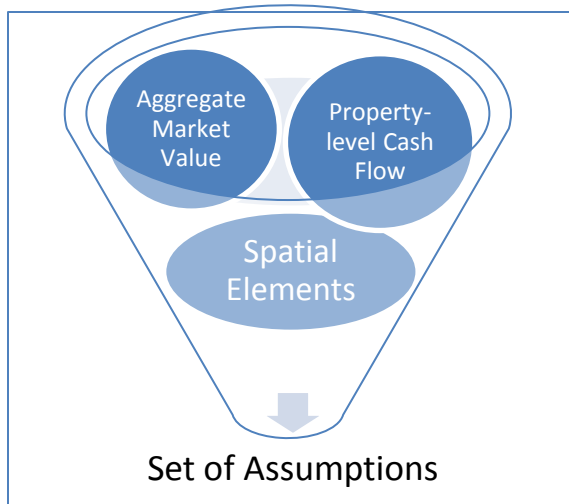 Aggregate
Market
Value
Property-
level Cash
Flow
Spatial
Elements
Set of Assumptions